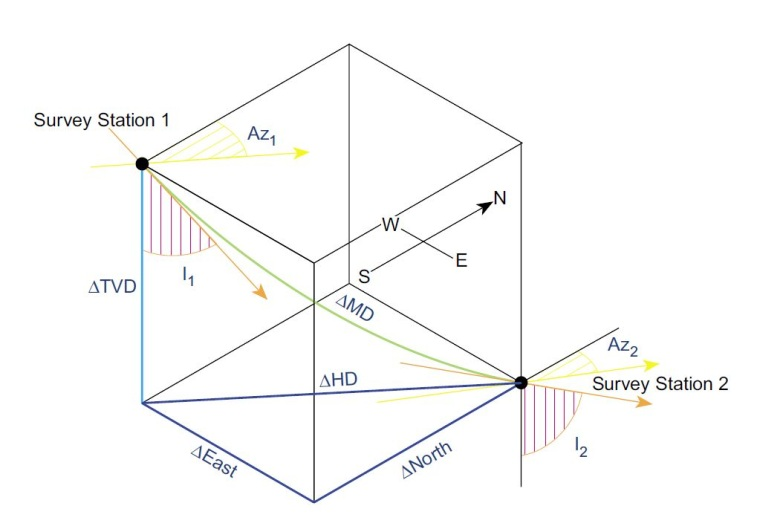 Survey Station 1
Az1
I1
ΔTVD
W
N
S
E
ΔMD
ΔHD
ΔEast
ΔNorth
Az2
Survey Station 2
I2